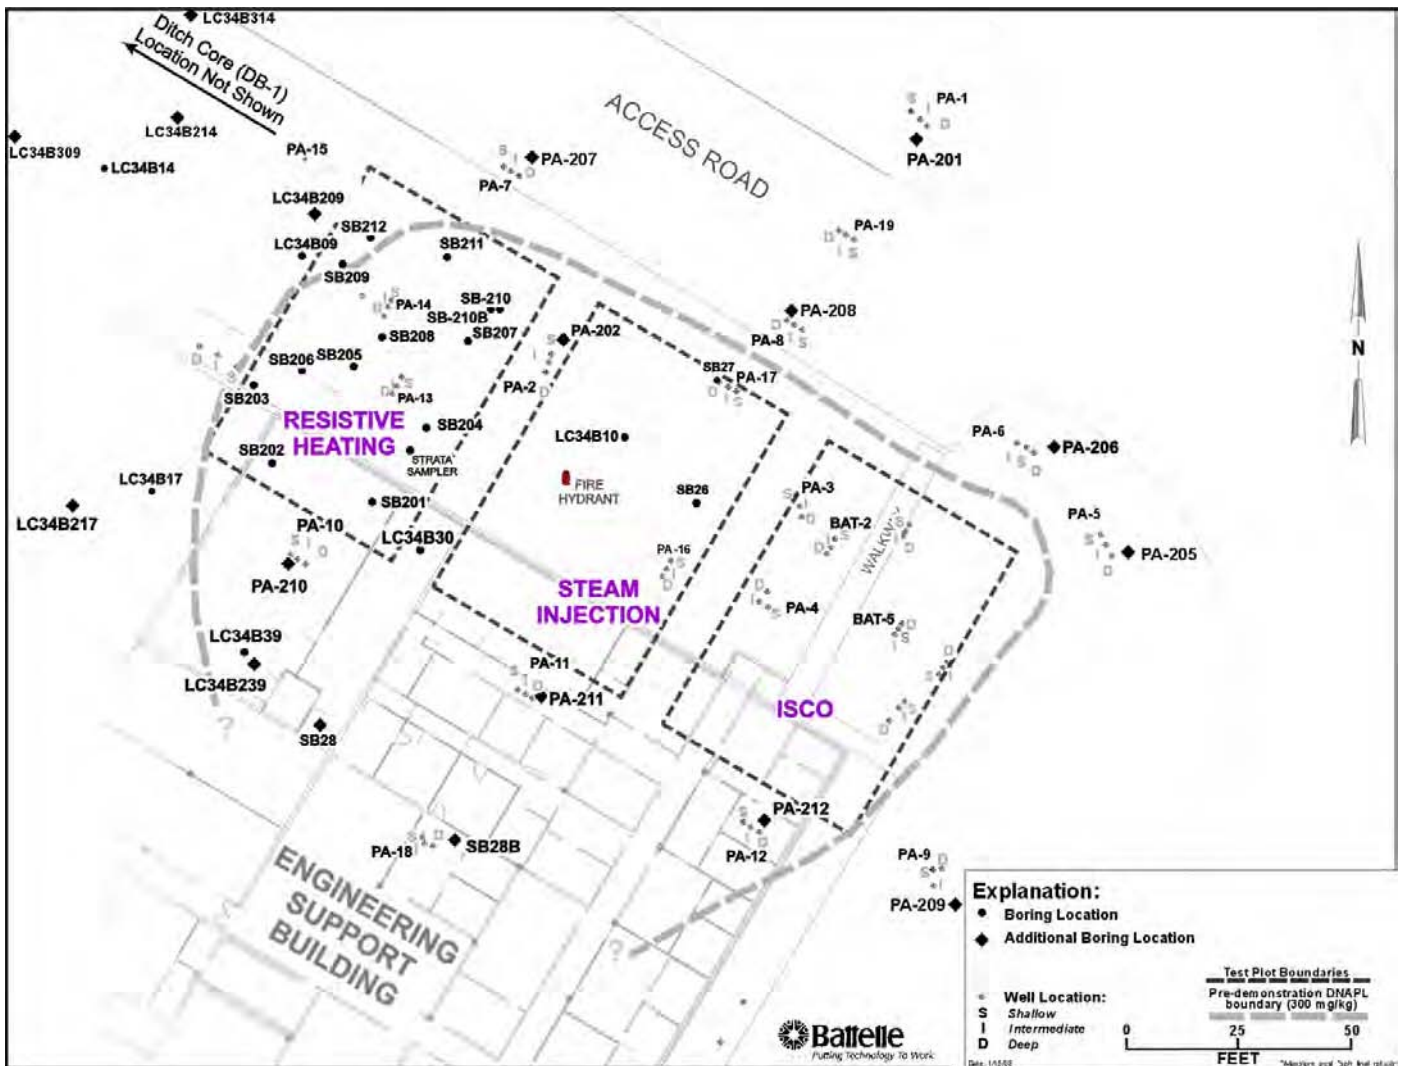 LC34B314
Ditch Core (DB-1)
Location Not Shown
LC34B214
LC34B309
LC34B14
PA-15
LC34B209
LC34B09
SB212
SB209
SB211
S
I
D
PA-207
PA-7
ACCESS ROAD
S
I
D
PA-1
PA-201
PA-19
D
I
S
PA-208
D
I
S
PA-8
N
I
S
PA-14
SB-210
SB-210B
SB207
SB208
PA-202
S
I
D
PA-2
SB206
SB205
D
I
S
SB203
D
S
PA-13
RESISTIVE
HEATING
SB204
SB202
STRATA
SAMPLER
SB201
LC34B17
LC34B217
PA-10
S
I
D
PA-210
LC34B30
SB27
PA-17
D
I
S
LC34B10
FIRE
HYDRANT
SB26
PA-16
S
I
D
STEAM
INJECTION
PA-6
I
S
D
PA-206
PA-5
S
I
D
PA-205
S
PA-3
I
D
BAT-2
S
D
I
WALKWAY
S
I
D
D
I
S
PA-4
BAT-5
D
I
S
D
S
I
ISCO
S
I
D
LC34B39
LC34B239
?
SB28
PA-11
S
I
D
PA-211
PA-212
S
I
D
PA-12
S
D
I
PA-18
SB28B
ENGINEERING
SUPPORT
BUILDING
?
PA-9
D
S
I
PA-209
Explanation:
Boring Location
Additional Boring Location
Well Location:
S Shallow
I Intermediate
D Deep
Test Plot Boundaries
Pre-demonstration DNAPL
boundary (300 mg/kg)
0 25 50
FEET
Battelle
Putting Technology To Work